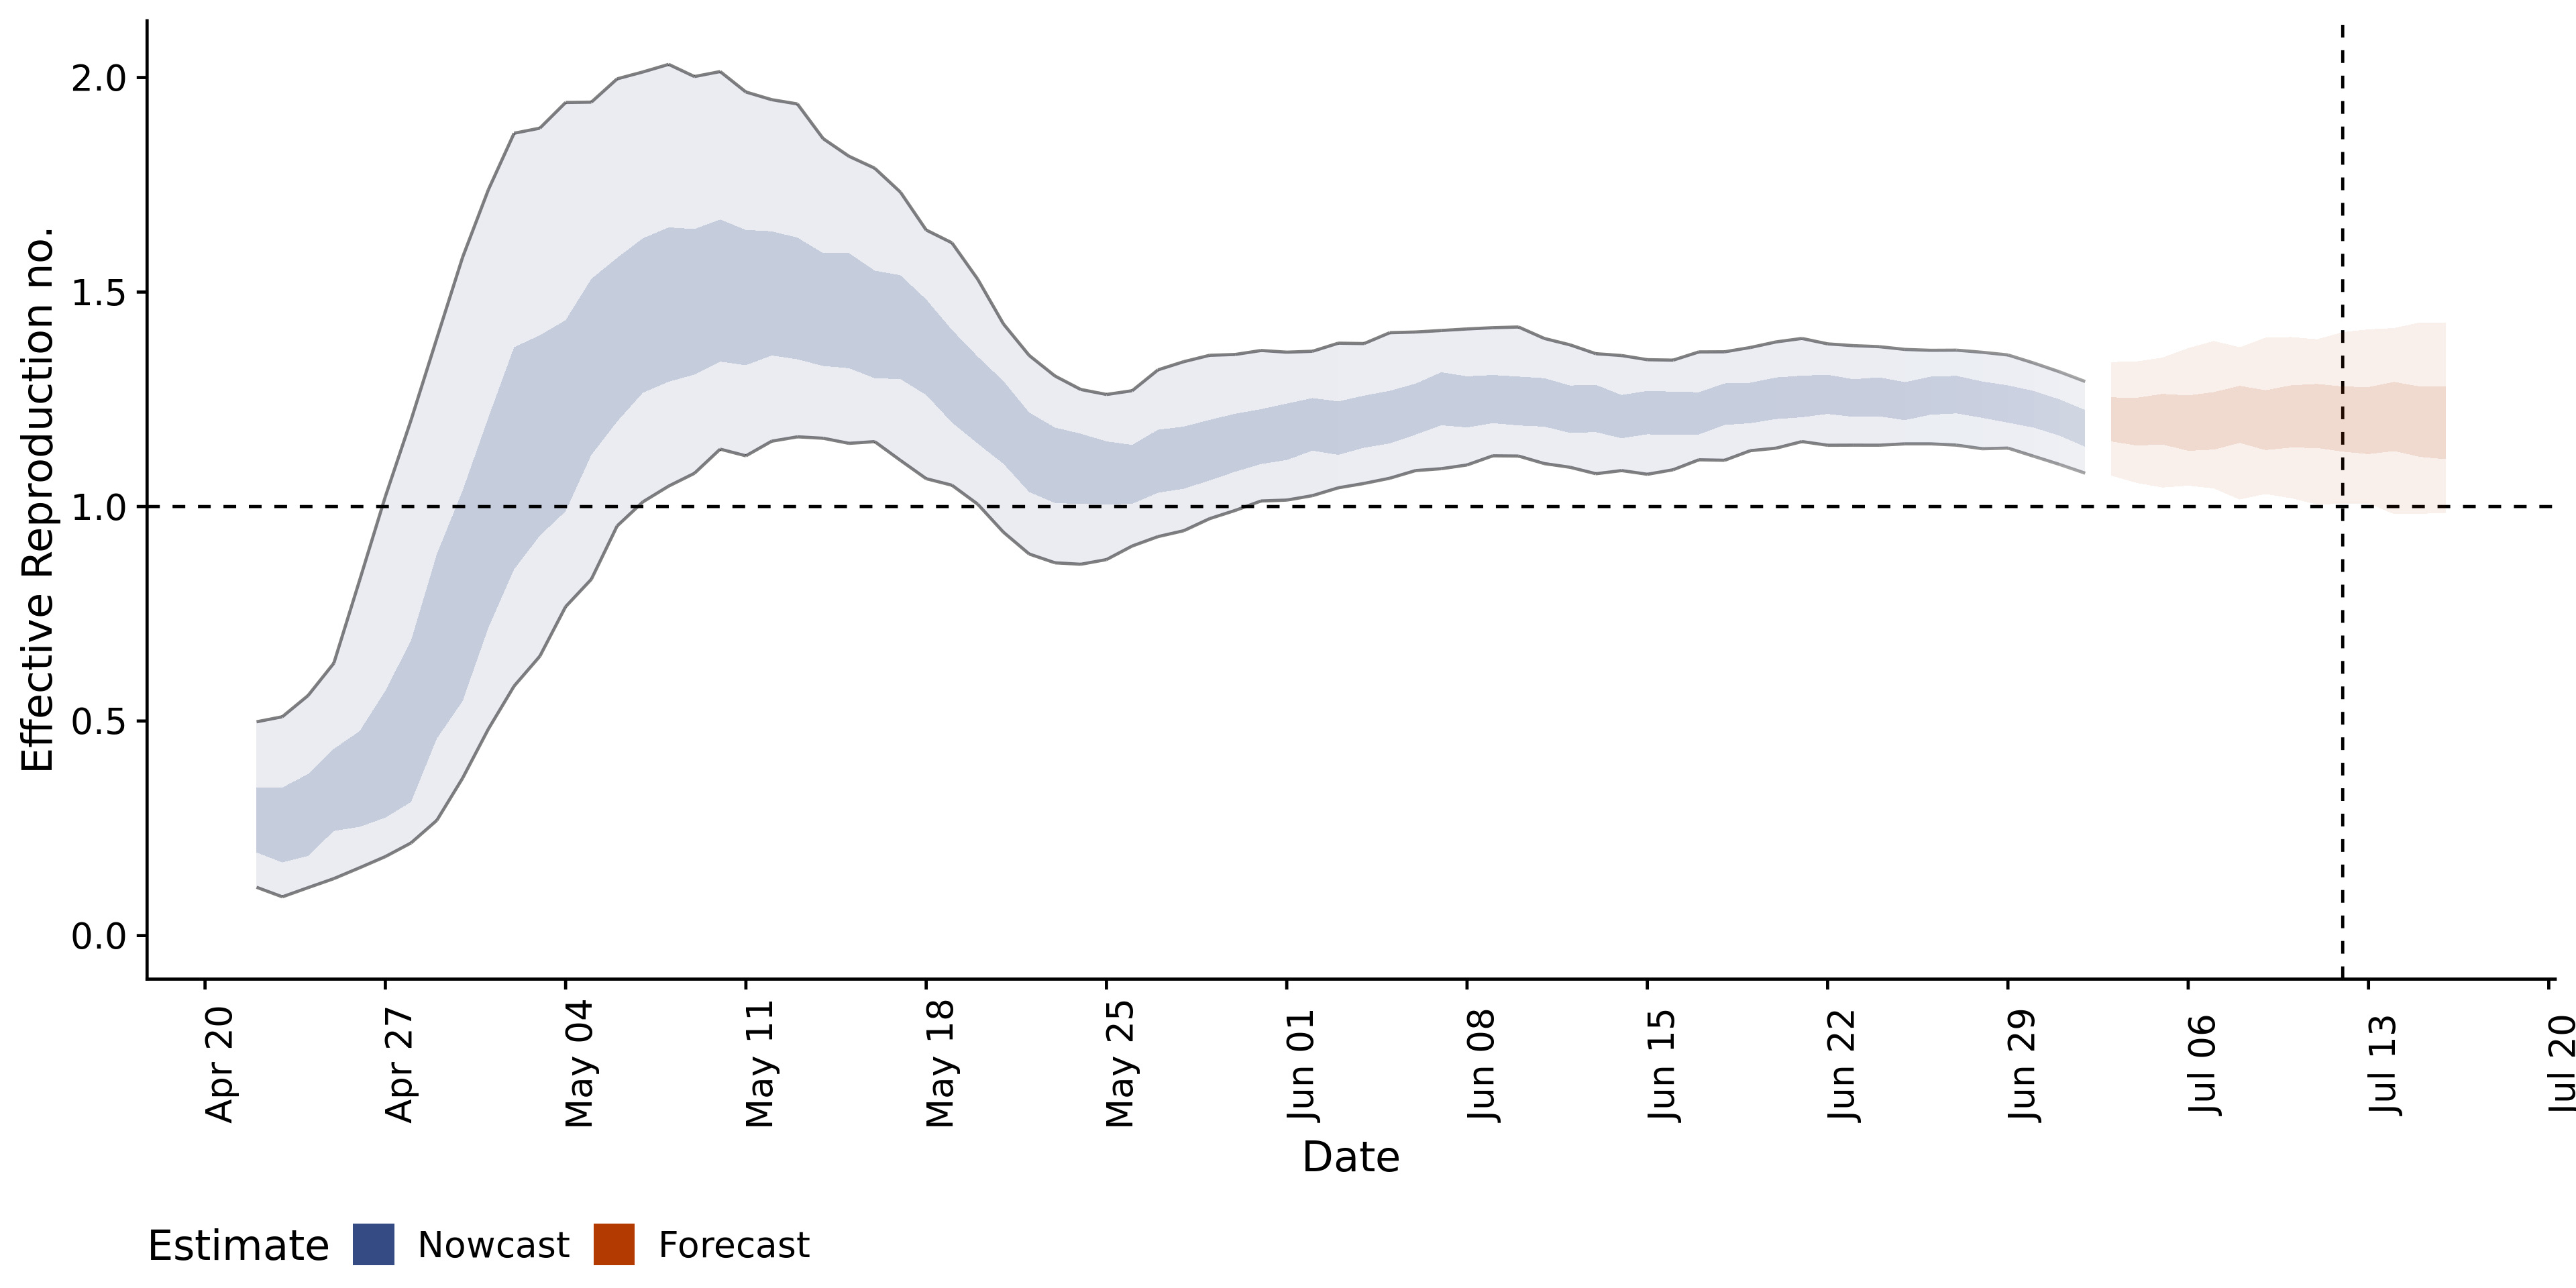 Effective Reproduction no.
2.0
1.5
1.0
0.5
0.0
Apr 20
Apr 27
May 04
May 11
May 18
May 25
Jun 01
Jun 08
Jun 15
Jun 22
Jun 29
Jul 06
Jul 13
Jul 20
Date
Estimate Nowcast Forecast